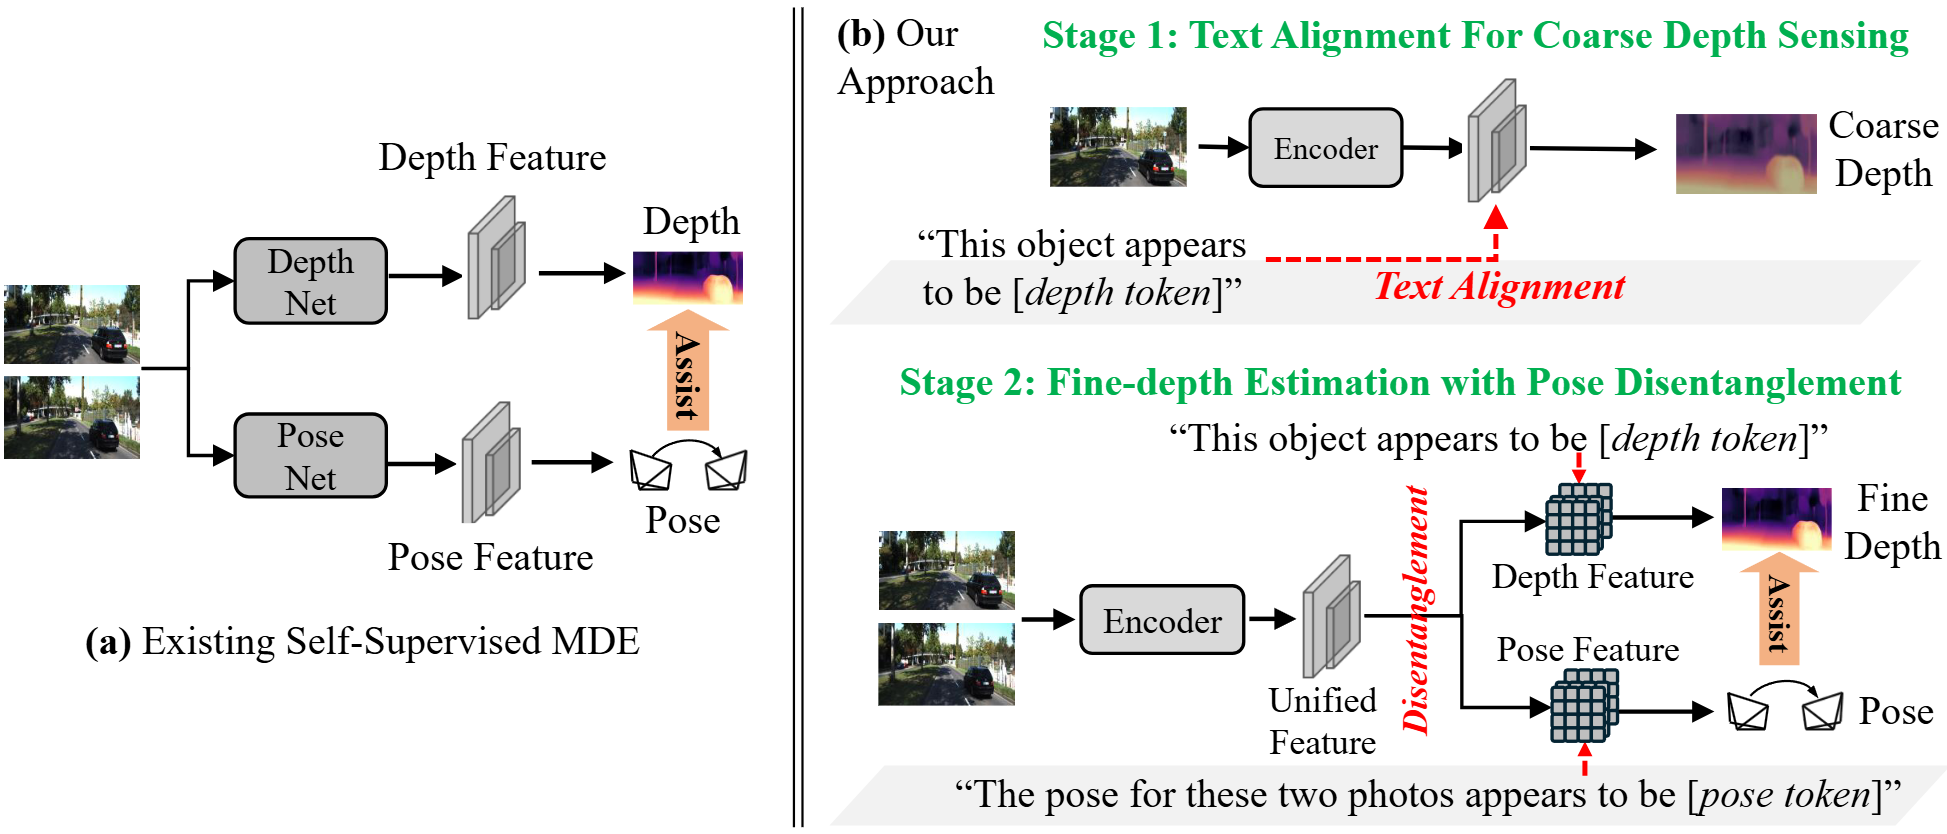 Depth Feature
Depth
Net
Depth
Assist
Pose
Net
Pose
Pose Feature
(a) Existing Self-Supervised MDE
(b) Our
Approach
Stage 1: Text Alignment For Coarse Depth Sensing
Encoder
Coarse
Depth
“This object appears
to be [depth token]”
Text Alignment
Stage 2: Fine-depth Estimation with Pose Disentanglement
“This object appears to be [depth token]”
Encoder
Unified
Feature
Disentanglement
Depth Feature
Fine
Depth
Assist
Pose Feature
Pose
“The pose for these two photos appears to be [pose token]”